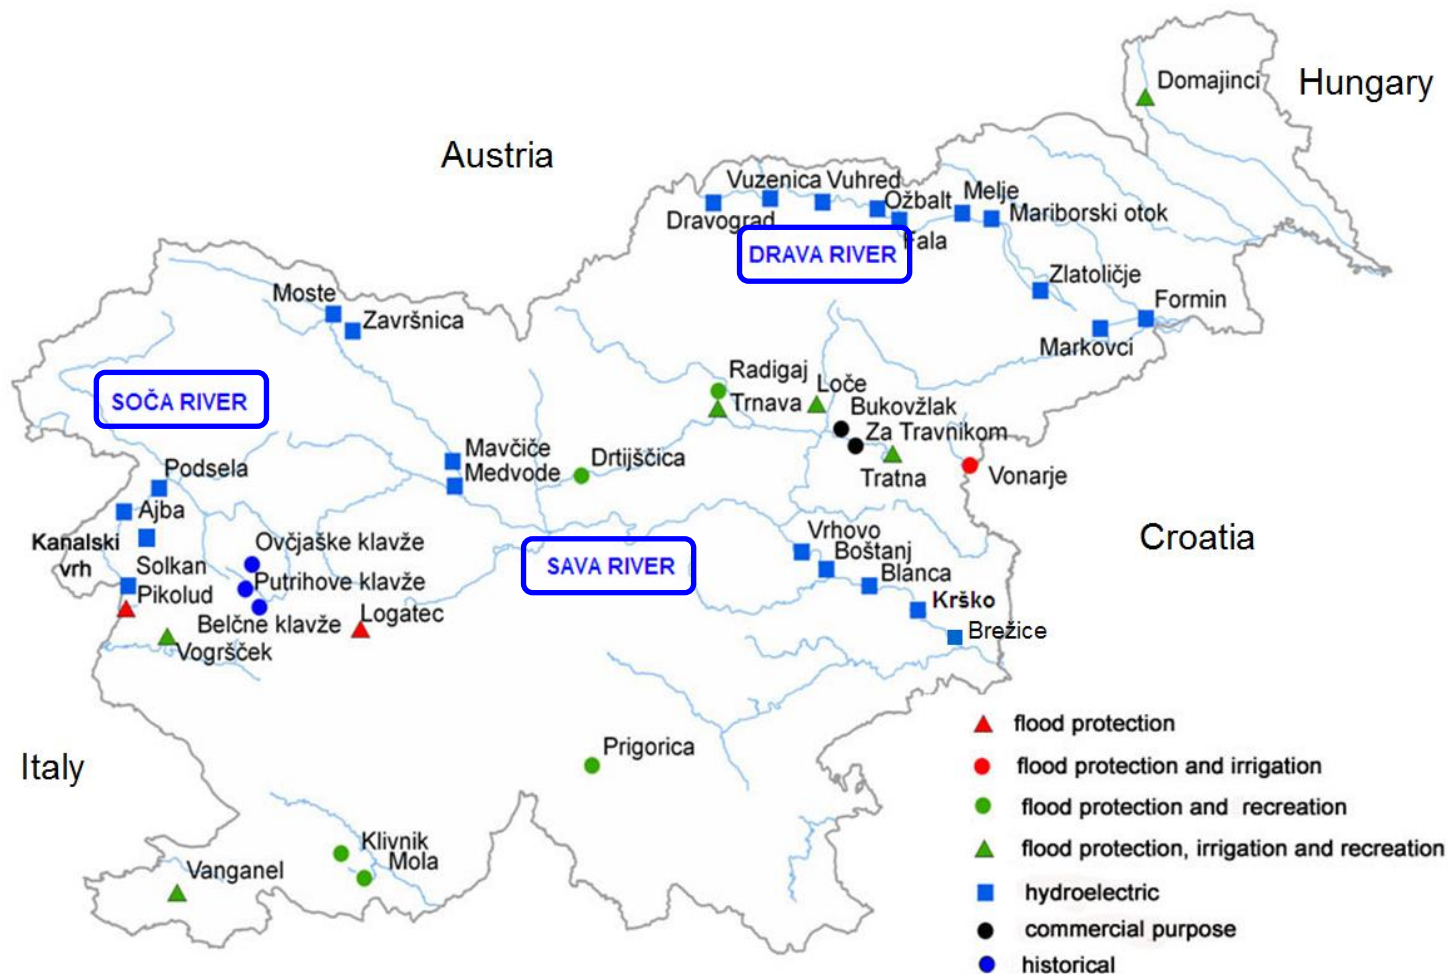 Domajinci
Hungary
Austria
Vuzenica Vuhred
Ožbalt
Melje
Dravograd
Mariborski otok
Fala
DRAVA RIVER
Zlatoličje
Moste
Završnica
Formin
Markovci
Radigaj
Trnava
Loče
SOČA RIVER
Bukovžlak
Za Travnikom
Mavčiče
Medvode
Drtijščica
Podsela
Tratna
Vonarje
Ajba
Kanalski
vrh
Ovčjaške klavže
Vrhovo
Croatia
Boštanj
Solkan
SAVA RIVER
Blanca
Putrihove klavže
Pikolud
Krško
Logatec
Belčne klavže
Brežice
Vogršček
flood protection
Prigorica
Italy
flood protection and irrigation
flood protection and recreation
Klivnik
Mola
flood protection, irrigation and recreation
Vanganel
hydroelectric
commercial purpose
historical